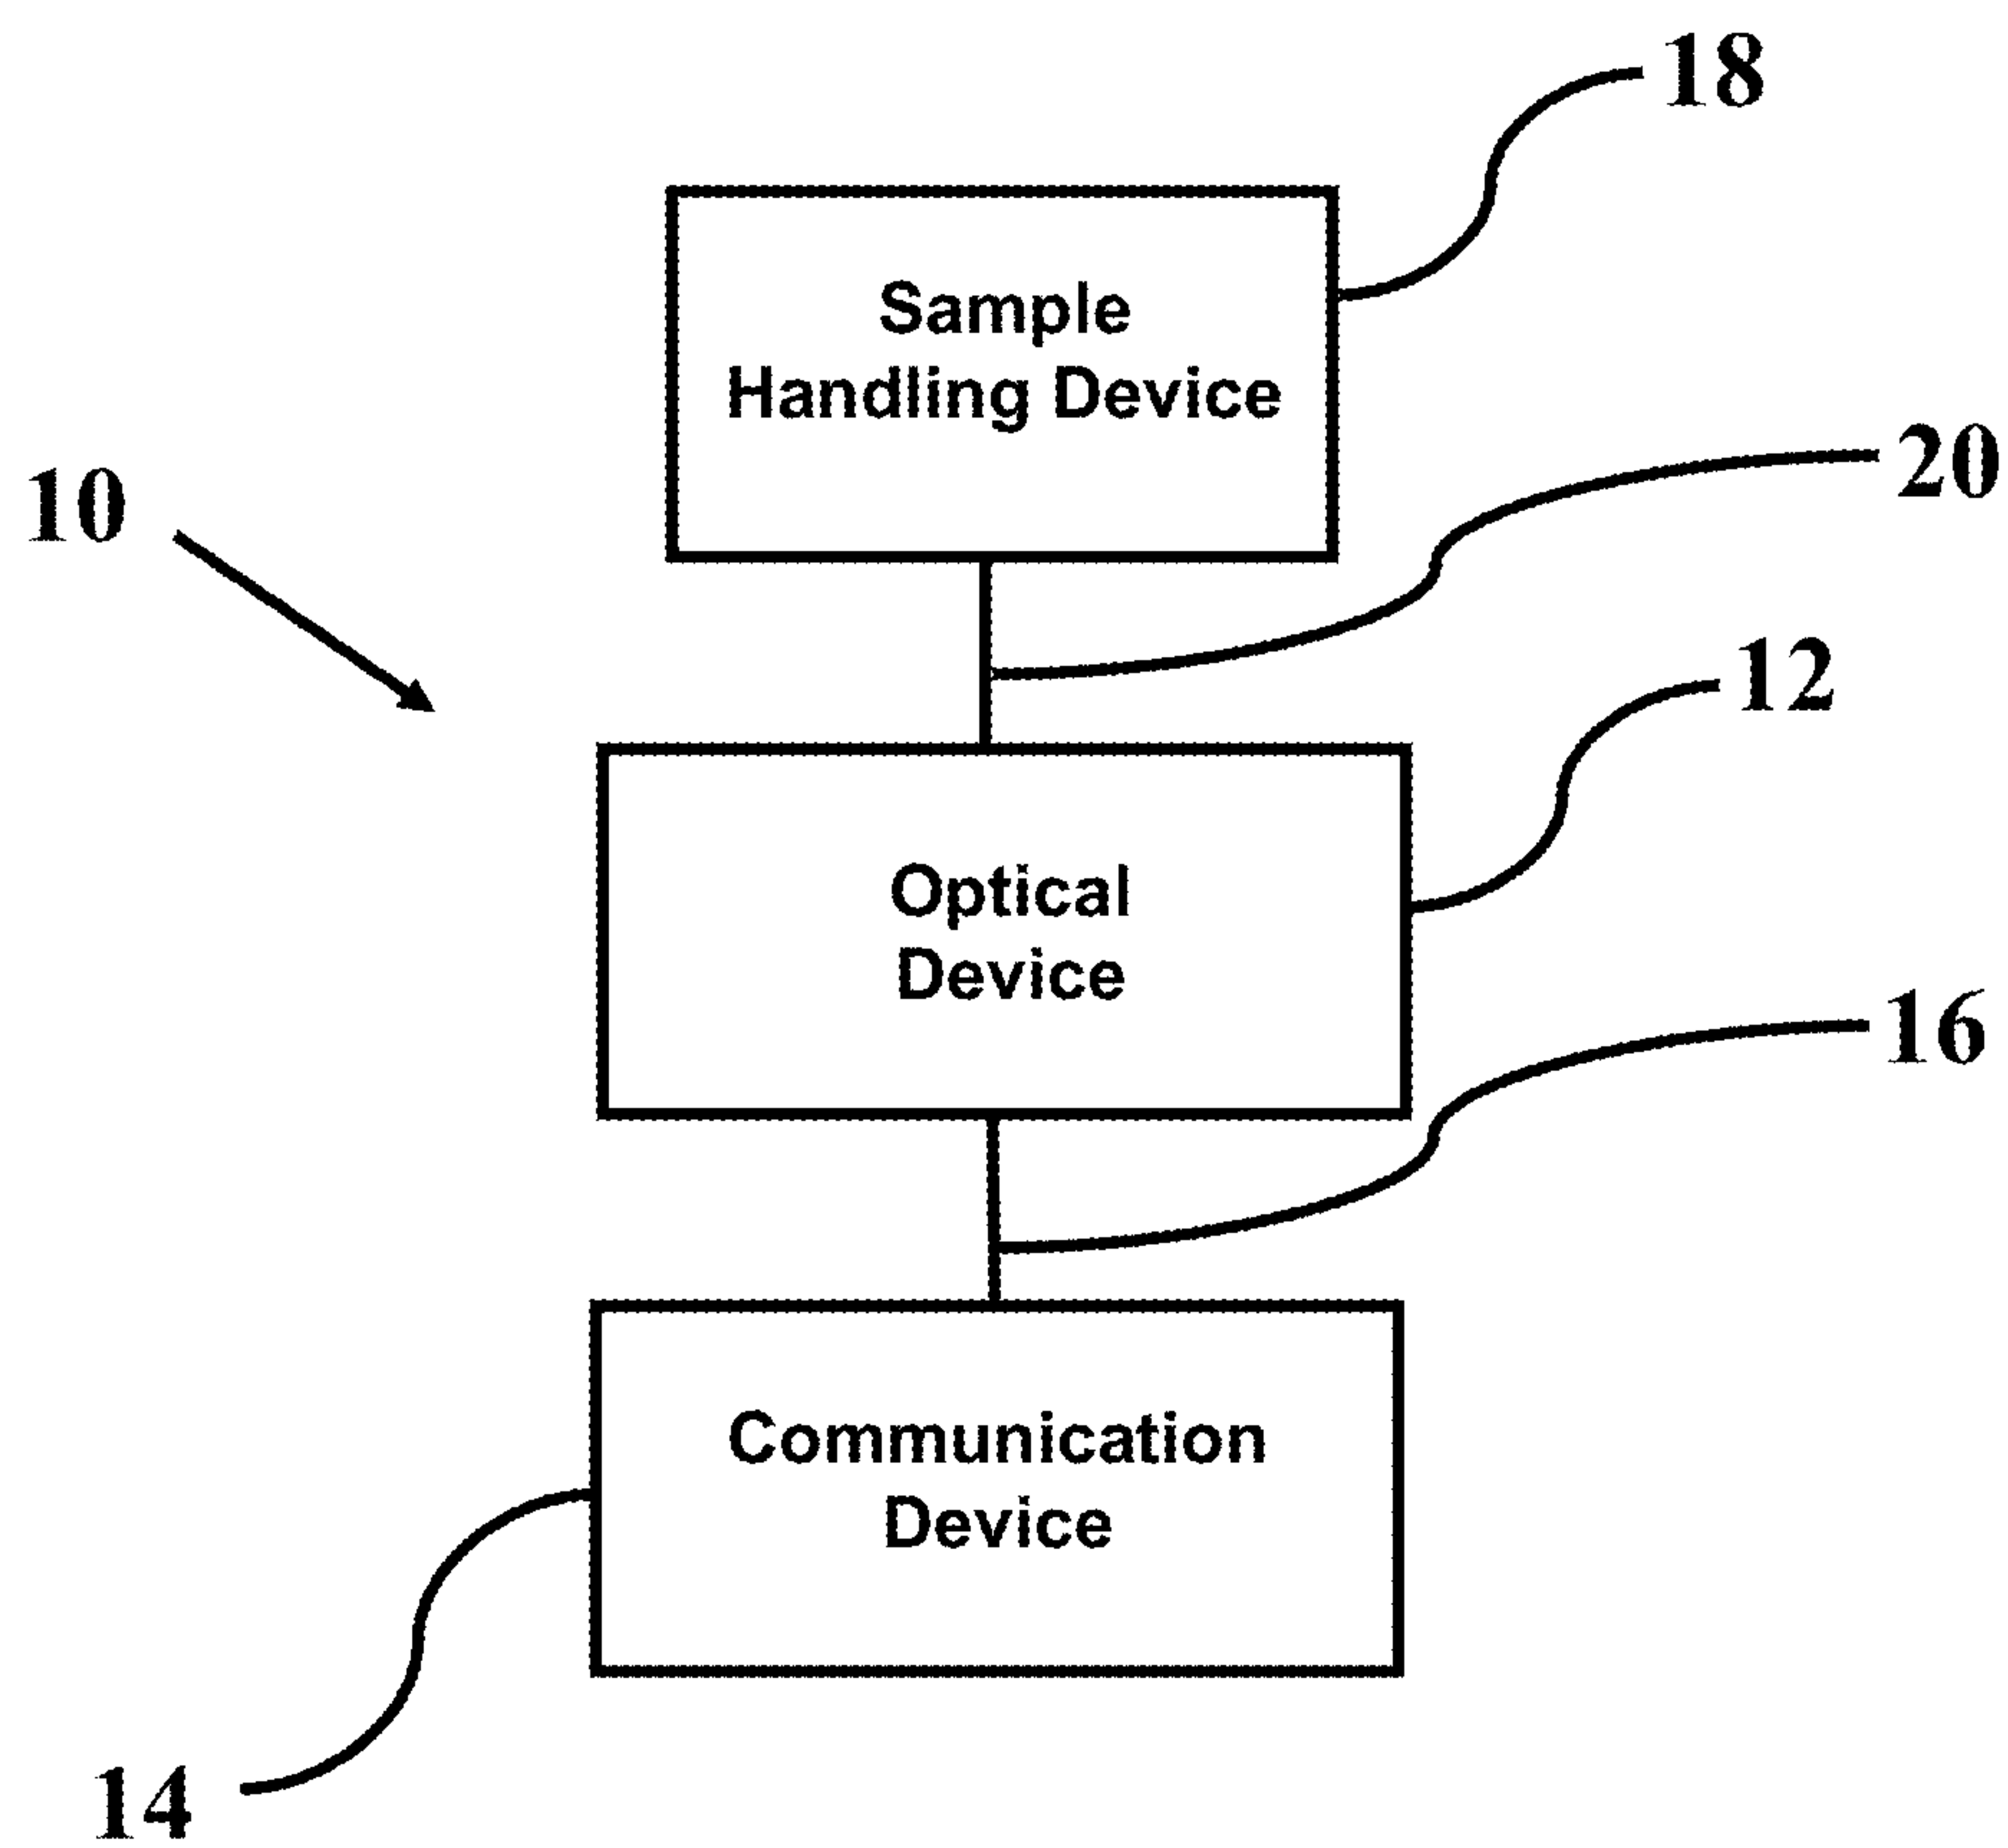 18
Sample
Handling Device
10
20
12
Optical
Device
16
Communication
Device
14